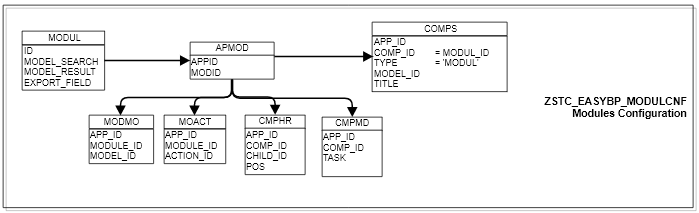 MODUL
ID
MODEL_SEARCH
MODEL_RESULT
EXPORT_FIELD
APMOD
APPID
MODID
COMPS
APP_ID
COMP_ID = MODUL_ID
TYPE = 'MODUL'
MODEL_ID
TITLE
ZSTC_EASYBP_MODULCNF
Modules Configuration
MODMO
APP_ID
MODULE_ID
MODEL_ID
MOACT
APP_ID
MODULE_ID
ACTION_ID
CMPHR
APP_ID
COMP_ID
CHILD_ID
POS
CMPMD
APP_ID
COMP_ID
TASK